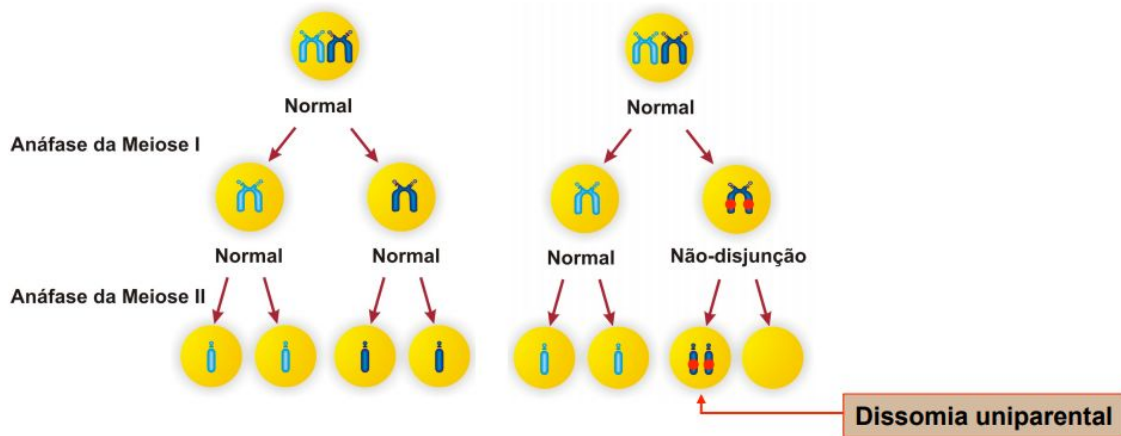 Normal Normal
Anáfase da Meiose I
Normal Normal Normal Não-disjunção
Anáfase da Meiose II
Dissomia uniparental